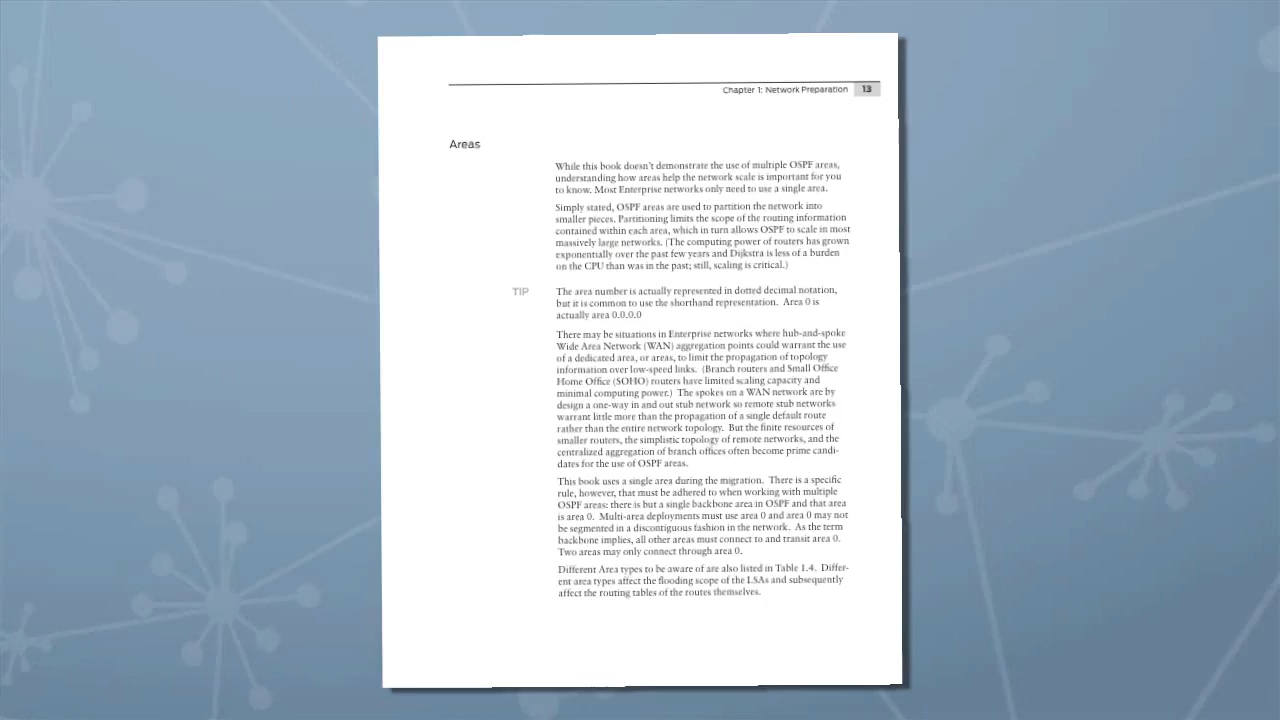 Chapter 1: Network Preparation 13
Areas
While this book doesn't demonstrate the use of multiple OSPF areas,
understanding how areas help the network scale is important for you
to know. Most Enterprise networks only need to use a single area.
Simply stated, OSPF areas are used to partition the network into
smaller pieces. Partitioning limits the scope of the routing information
contained within each area, which in turn allows OSPF to scale in most
massively large networks. (The computing power of routers has grown
exponentially over the past few years and Dijkstra is less of a burden
on the CPU than was in the past; still, scaling is critical.)
TIP The area number is actually represented in dotted decimal notation,
but it is common to use the shorthand representation. Area 0 is
actually area 0.0.0.0
There may be situations in Enterprise networks where hub-and-spoke
Wide Area Network (WAN) aggregation points could warrant the use
of a dedicated area, or areas, to limit the propagation of topology
information over low-speed links. (Branch routers and Small Office
Home Office (SOHO) routers have limited scaling capacity and
minimal computing power.) The spokes on a WAN network are by
design a one-way in and out stub network so remote stub networks
warrant little more than the propagation of a single default route
rather than the entire network topology. But the finite resources of
smaller routers, the simplistic topology of remote networks, and the
centralized aggregation of branch offices often become prime candi-
dates for the use of OSPF areas.
This book uses a single area during the migration. There is a specific
rule, however, that must be adhered to when working with multiple
OSPF areas: there is but a single backbone area in OSPF and that area
is area 0. Multi-area deployments must use area 0 and area 0 may not
be segmented in a discontiguous fashion in the network. As the term
backbone implies, all other areas must connect to and transit area 0.
Two areas may only connect through area 0.
Different Area types to be aware of are also listed in Table 1.4. Differ-
ent area types affect the flooding scope of the LSAs and subsequently
affect the routing tables of the routes themselves.